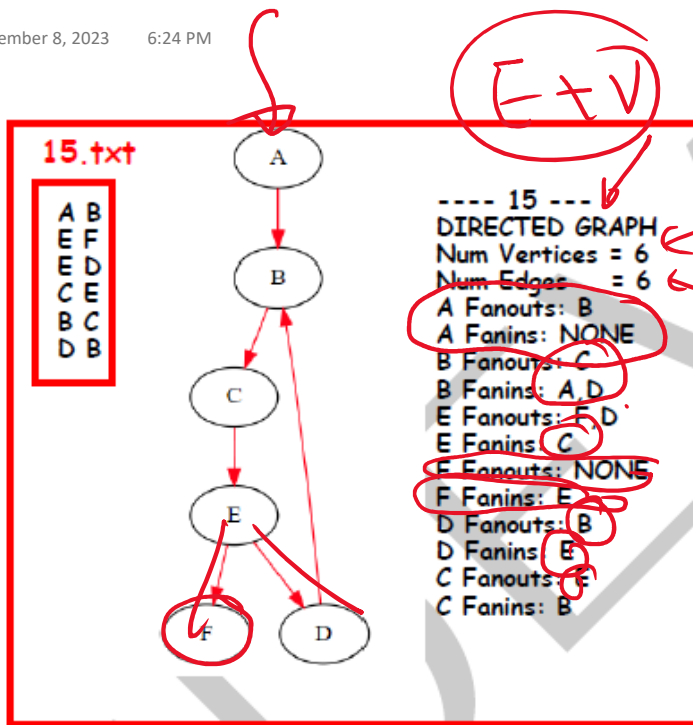 ember 8, 2023 6:24 PM
E+V
15.txt
A B
E F
E D
C E
B C
D B
A
B
C
E
F
D
---- 15 ---
DIRECTED GRAPH
Num Vertices = 6
Num Edges = 6
A Fanouts: B
A Fanins: NONE
B Fanouts: C
B Fanins: A,D
E Fanouts: F,D
E Fanins: C
F Fanouts: NONE
F Fanins: E
D Fanouts: B
D Fanins: E
C Fanouts: E
C Fanins: B